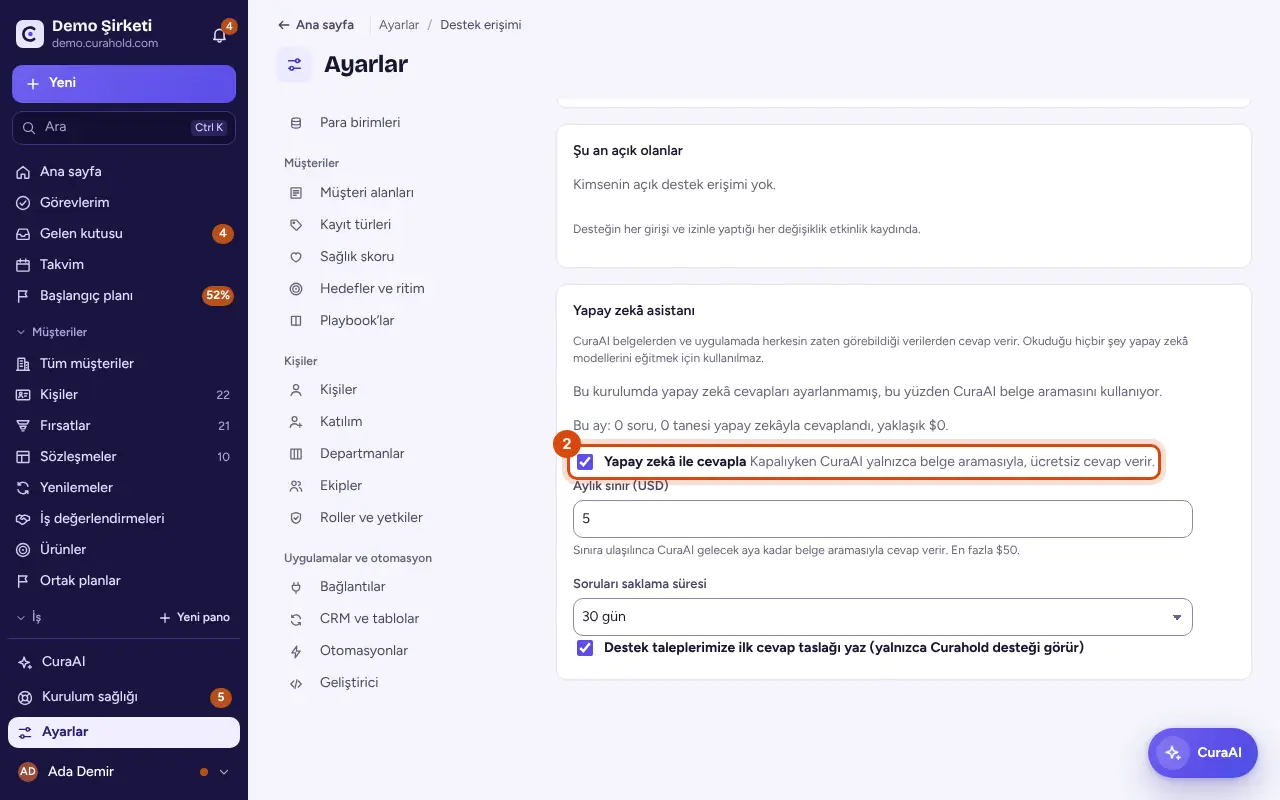 Demo Şirketi
demo.curahold.com
4
Yeni
Ara
Ctrl K
Ana sayfa
Görevlerim
Gelen kutusu
4
Takvim
Başlangıç planı
52%
Müşteriler
Tüm müşteriler
Kişiler
22
Fırsatlar
21
Sözleşmeler
10
Yenilemeler
İş değerlendirmeleri
Ürünler
Ortak planlar
İş
+ Yeni pano
CuraAI
Kurulum sağlığı
5
Ayarlar
AD
Ada Demir
← Ana sayfa
Ayarlar / Destek erişimi
Ayarlar
Para birimleri
Müşteriler
Müşteri alanları
Kayıt türleri
Sağlık skoru
Hedefler ve ritim
Playbook’lar
Kişiler
Kişiler
Katılım
Departmanlar
Ekipler
Roller ve yetkiler
Uygulamalar ve otomasyon
Bağlantılar
CRM ve tablolar
Otomasyonlar
Geliştirici
Şu an açık olanlar
Kimsenin açık destek erişimi yok.
Desteğin her girişi ve izinle yaptığı her değişiklik etkinlik kaydında.
Yapay zekâ asistanı
CuraAI belgelerden ve uygulamada herkesin zaten görebildiği verilerden cevap verir. Okuduğu hiçbir şey yapay zekâ
modellerini eğitmek için kullanılmaz.
Bu kurulumda yapay zekâ cevapları ayarlanmamış, bu yüzden CuraAI belge aramasını kullanıyor.
Bu ay: 0 soru, 0 tanesi yapay zekâyla cevaplandı, yaklaşık $0.
2
Yapay zekâ ile cevapla Kapalıyken CuraAI yalnızca belge aramasıyla, ücretsiz cevap verir.
Aylık sınır (USD)
5
Sınıra ulaşılınca CuraAI gelecek aya kadar belge aramasıyla cevap verir. En fazla $50.
Soruları saklama süresi
30 gün
Destek taleplerimize ilk cevap taslağı yaz (yalnızca Curahold desteği görür)
CuraAI